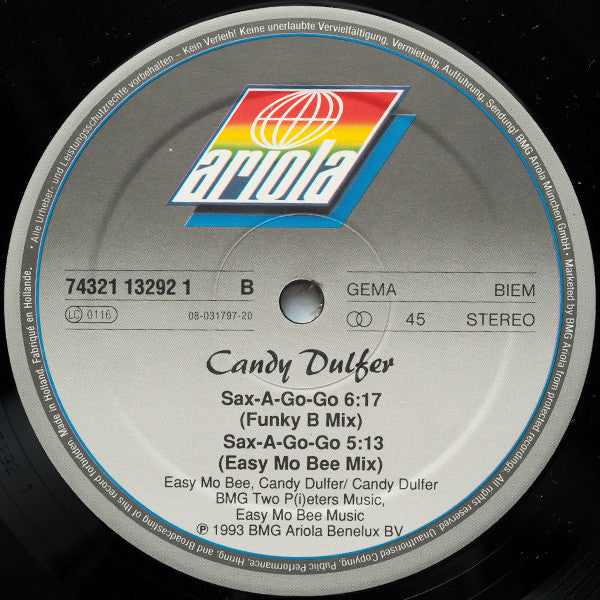 • Alle Urheber- und Leistungsschutzrechte vorbehalten – Kein Verleih! Keine unerlaubte Vervielfältigung, Vermietung, Aufführung, Sendung! BMG Ariola München GmbH • Marketed by BMG Ariola from protected recordings. All rights reserved. Unauthorised Copying, Public Performance, Hiring, and Broadcasting of this record forbidden. Made in Holland. Fabriqué en Hollande.
ariola
74321 13292 1 B GEMA BIEM
LC 0116 08-031797-20 45 STEREO
Candy Dulfer
Sax-A-Go-Go 6:17
(Funky B Mix)
Sax-A-Go-Go 5:13
(Easy Mo Bee Mix)
Easy Mo Bee, Candy Dulfer/ Candy Dulfer
BMG Two P(i)eters Music,
Easy Mo Bee Music
℗ 1993 BMG Ariola Benelux BV